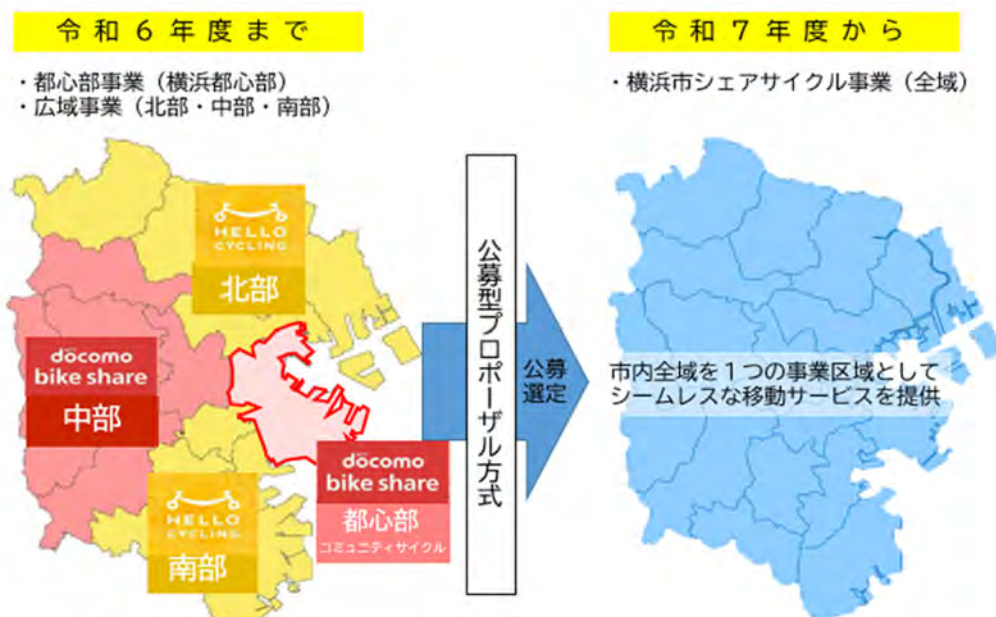 令和６年度まで
・都心部事業（横浜都心部）
・広域事業（北部・中部・南部）
HELLO
CYCLING
北部
docomo
bike share
中部
HELLO
CYCLING
南部
docomo
bike share
都心部
コミュニティサイクル
公募型プロポーザル方式
公募
選定
令和７年度から
・横浜市シェアサイクル事業（全域）
市内全域を１つの事業区域として
シームレスな移動サービスを提供